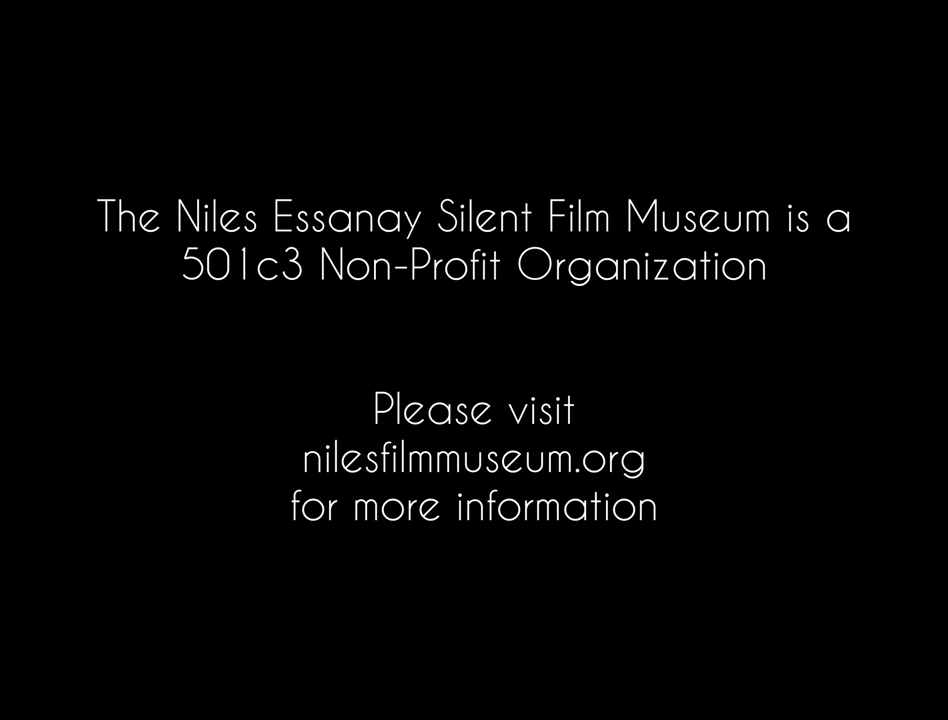 The Niles Essanay Silent Film Museum is a
501c3 Non-Profit Organization
Please visit
nilesfilmmuseum.org
for more information